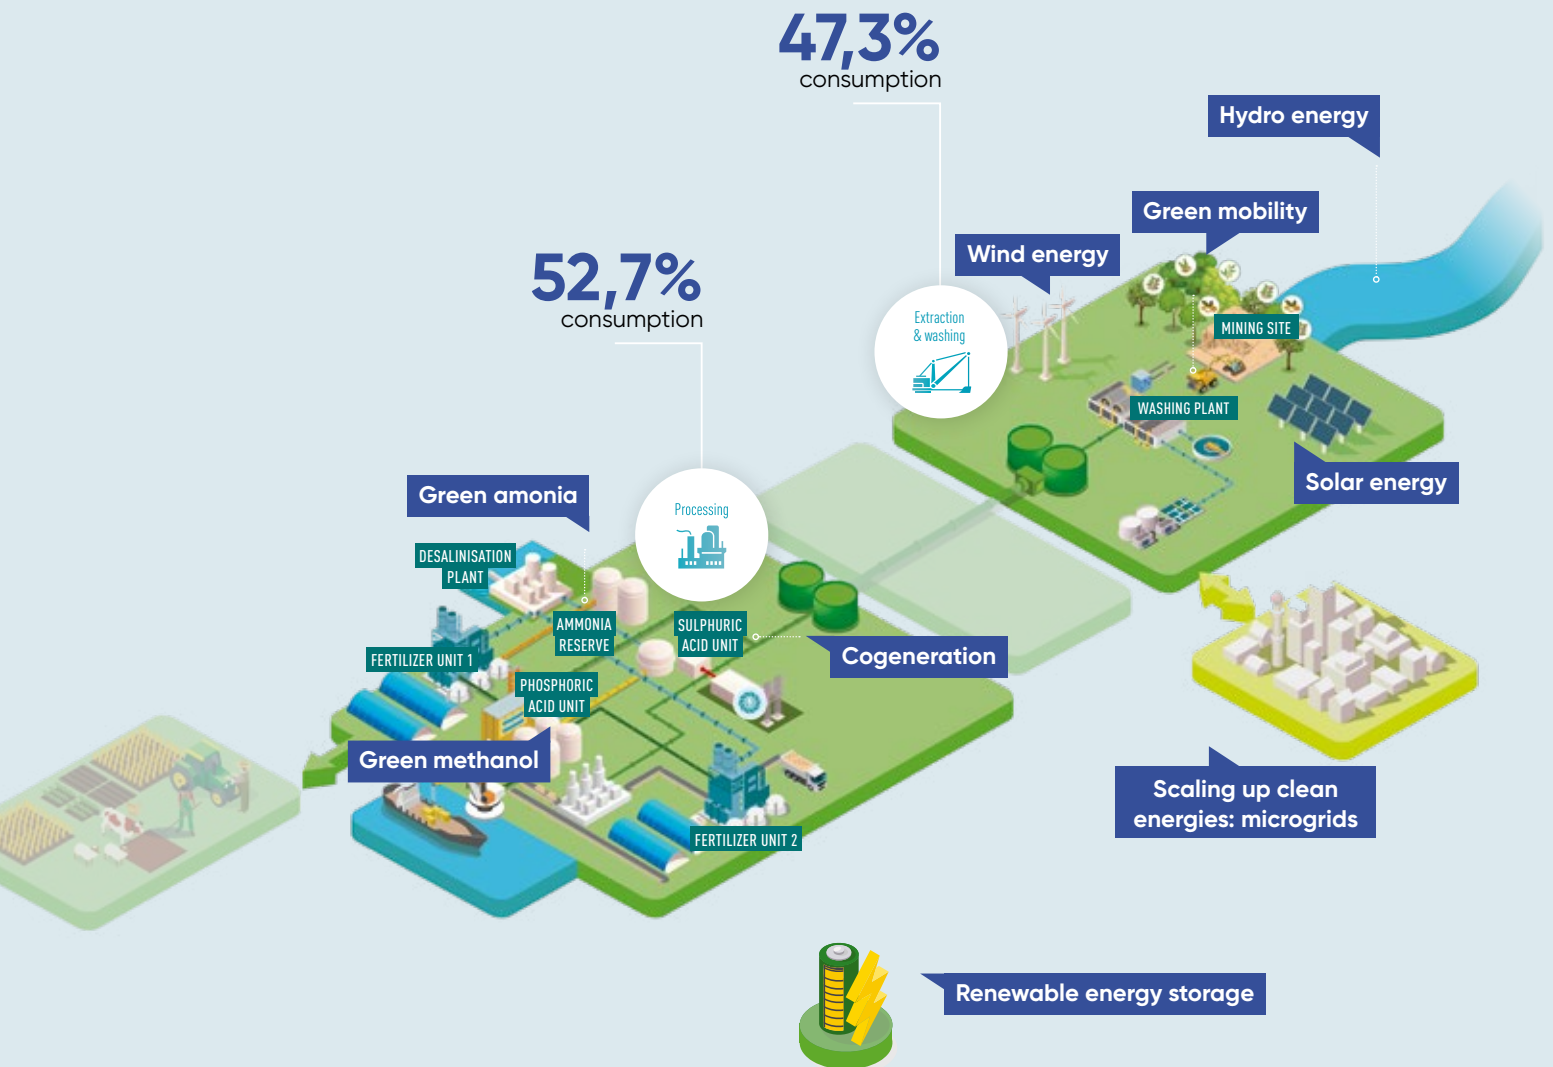 47,3%
consumption
Hydro energy
Green mobility
Wind energy
52,7%
consumption
Extraction
& washing
MINING SITE
WASHING PLANT
Solar energy
Green amonia
Processing
DESALINISATION
PLANT
AMMONIA
RESERVE
SULPHURIC
ACID UNIT
Cogeneration
FERTILIZER UNIT 1
PHOSPHORIC
ACID UNIT
Green methanol
Scaling up clean
energies: microgrids
FERTILIZER UNIT 2
Renewable energy storage